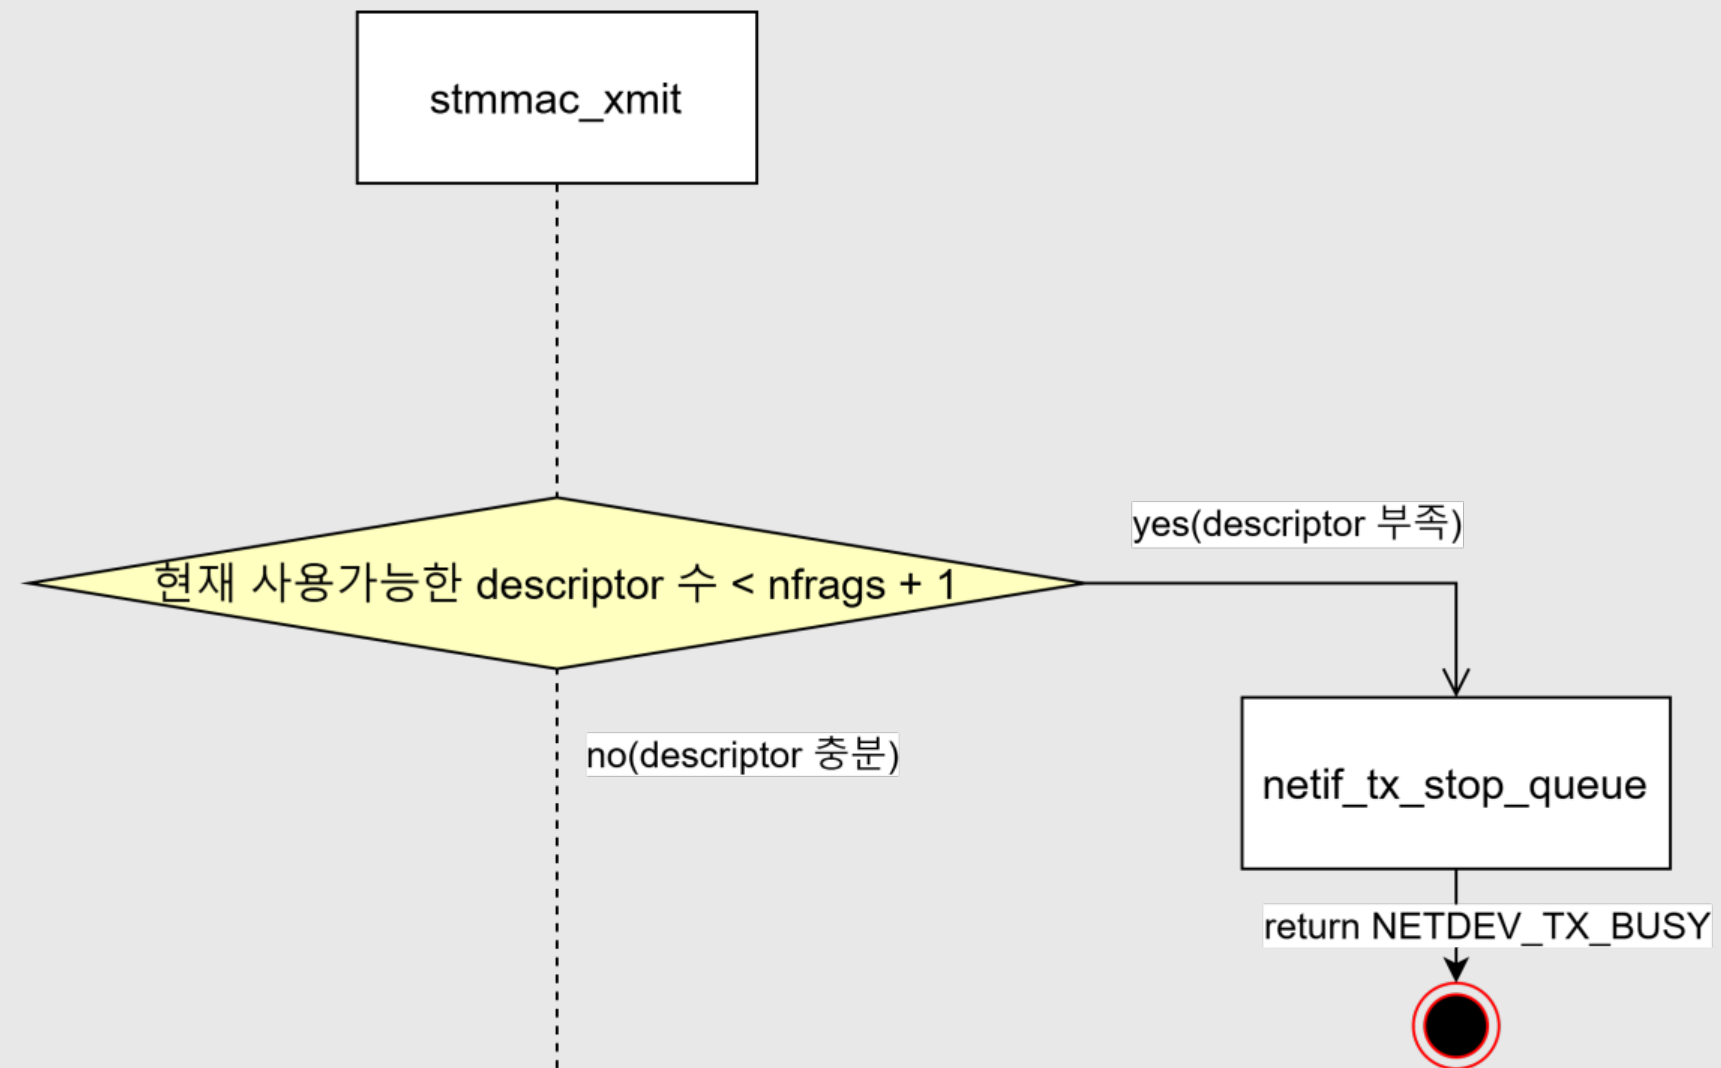 stmmac_xmit
yes(descriptor 부족)
현재 사용가능한 descriptor 수 < nfrags + 1
no(descriptor 충분)
netif_tx_stop_queue
return NETDEV_TX_BUSY